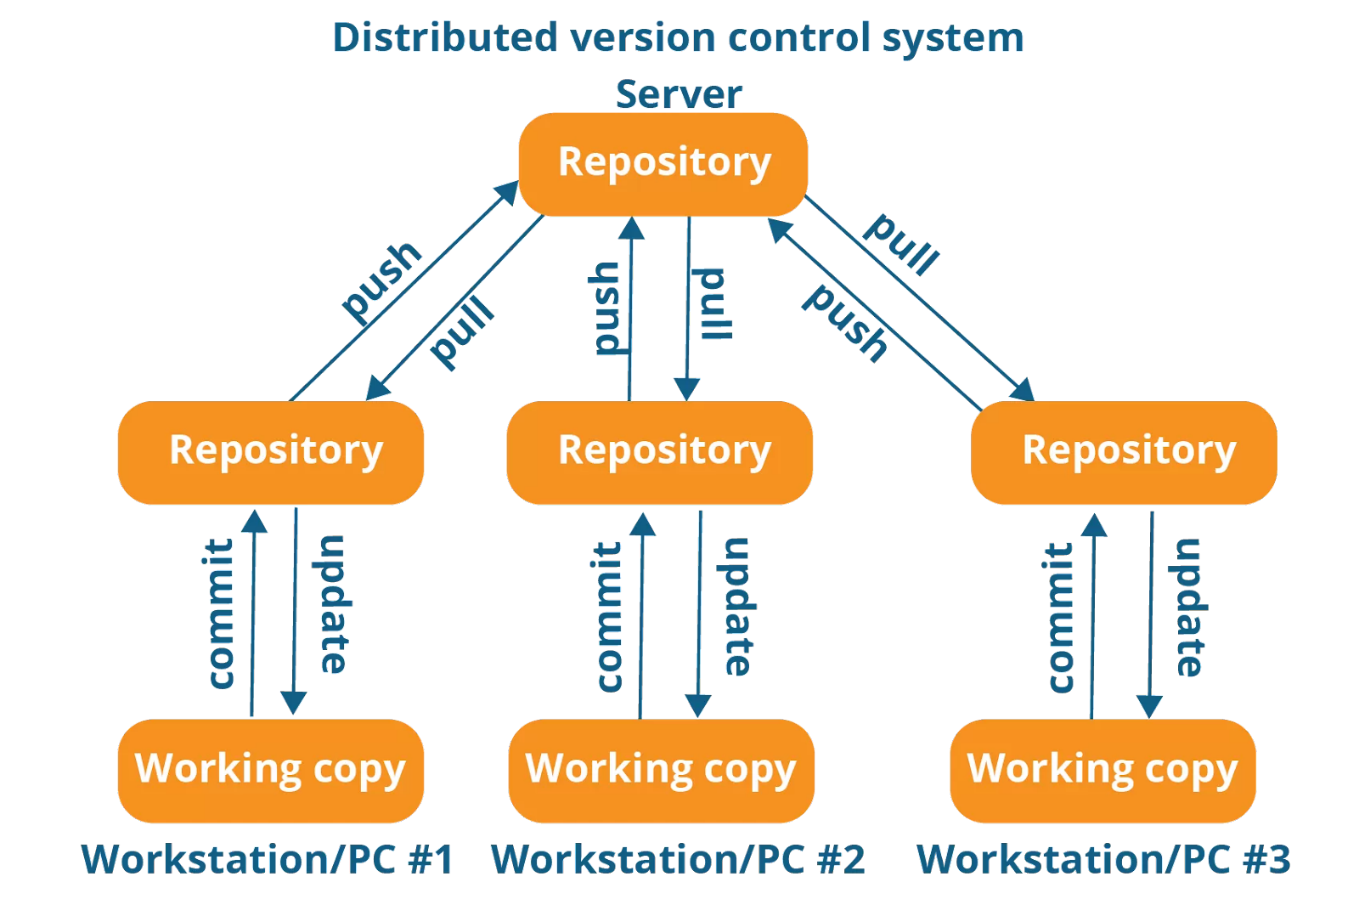 Distributed version control system
Server
Repository
push
pull
push
pull
push
pull
Repository
Repository
Repository
commit
update
commit
update
commit
update
Working copy
Working copy
Working copy
Workstation/PC #1
Workstation/PC #2
Workstation/PC #3